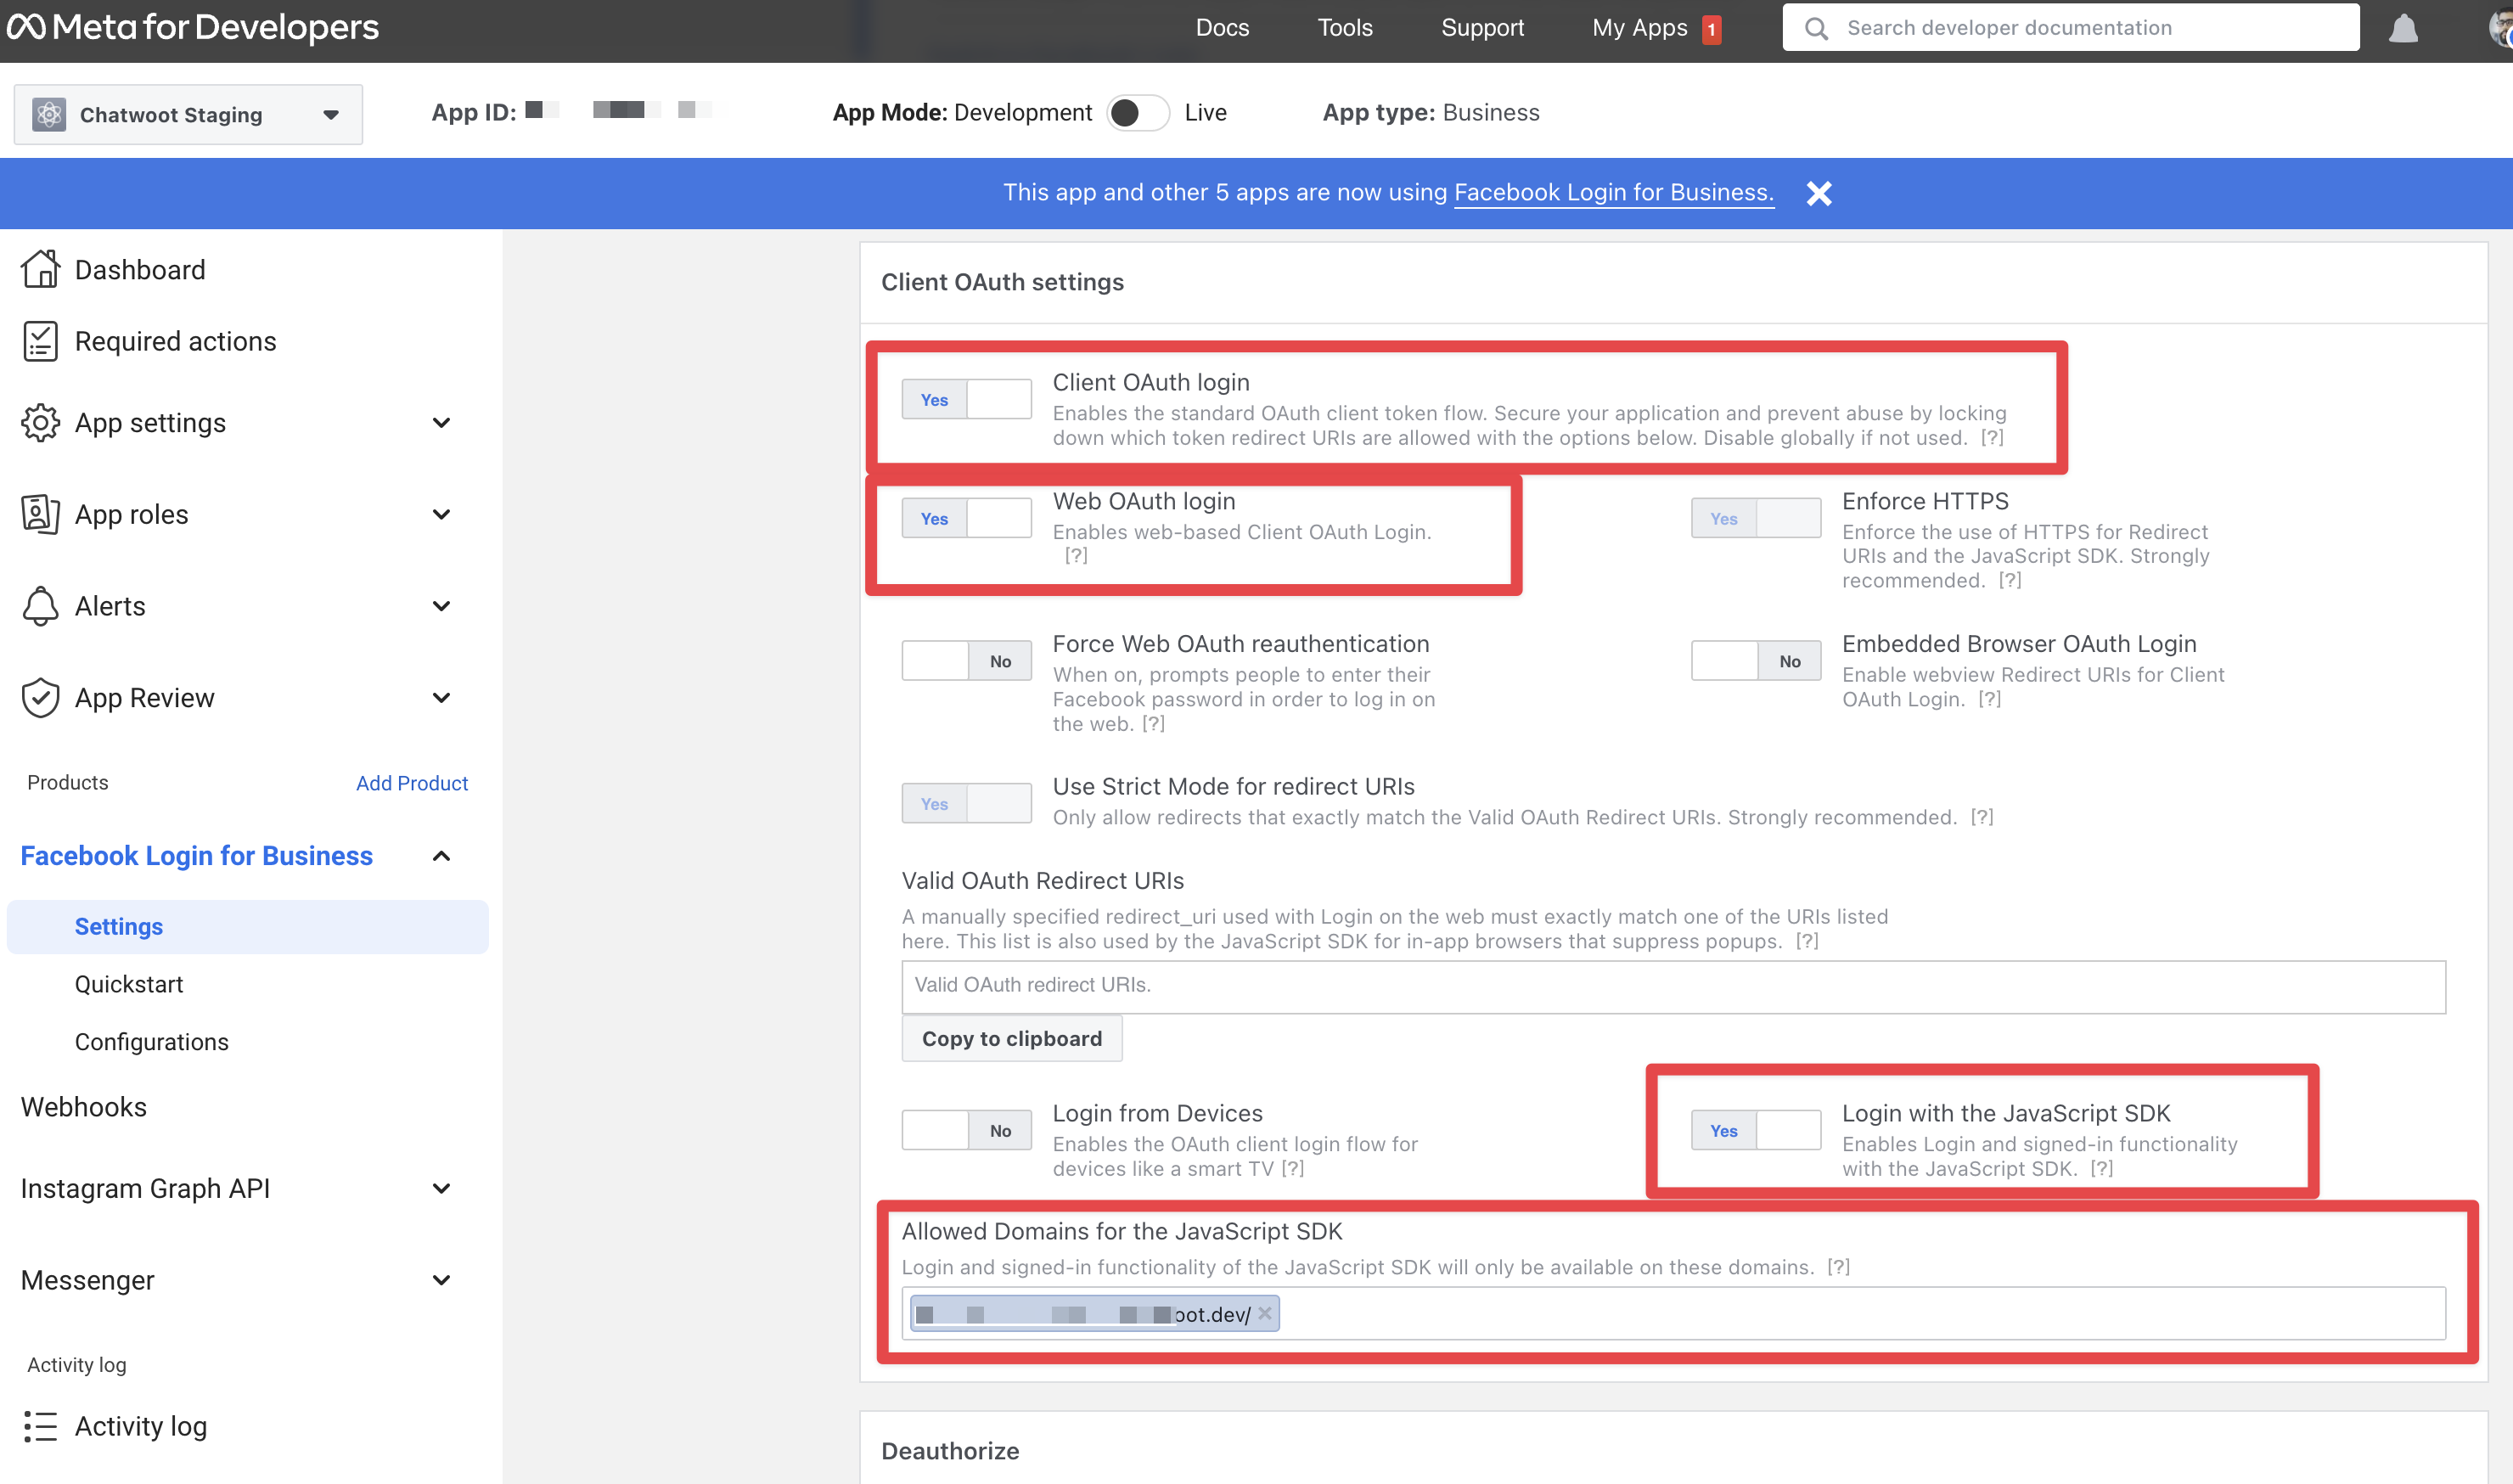 Meta for Developers
Docs
Tools
Support
My Apps 1
Search developer documentation
Chatwoot Staging
App ID:
App Mode: Development
Live
App type: Business
This app and other 5 apps are now using Facebook Login for Business.
Dashboard
Required actions
App settings
App roles
Alerts
App Review
Products
Add Product
Facebook Login for Business
Settings
Quickstart
Configurations
Webhooks
Instagram Graph API
Messenger
Activity log
Activity log
Client OAuth settings
Yes
Client OAuth login
Enables the standard OAuth client token flow. Secure your application and prevent abuse by locking
down which token redirect URIs are allowed with the options below. Disable globally if not used. [?]
Yes
Web OAuth login
Enables web-based Client OAuth Login.
[?]
Yes
Enforce HTTPS
Enforce the use of HTTPS for Redirect
URIs and the JavaScript SDK. Strongly
recommended. [?]
No
Force Web OAuth reauthentication
When on, prompts people to enter their
Facebook password in order to log in on
the web. [?]
No
Embedded Browser OAuth Login
Enable webview Redirect URIs for Client
OAuth Login. [?]
Yes
Use Strict Mode for redirect URIs
Only allow redirects that exactly match the Valid OAuth Redirect URIs. Strongly recommended. [?]
Valid OAuth Redirect URIs
A manually specified redirect_uri used with Login on the web must exactly match one of the URIs listed
here. This list is also used by the JavaScript SDK for in-app browsers that suppress popups. [?]
Valid OAuth redirect URIs.
Copy to clipboard
No
Login from Devices
Enables the OAuth client login flow for
devices like a smart TV [?]
Yes
Login with the JavaScript SDK
Enables Login and signed-in functionality
with the JavaScript SDK. [?]
Allowed Domains for the JavaScript SDK
Login and signed-in functionality of the JavaScript SDK will only be available on these domains. [?]
oot.dev/
Deauthorize